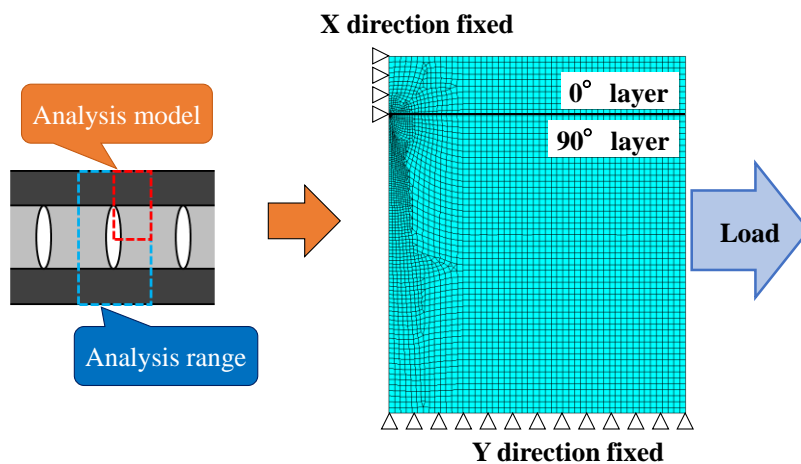 X direction fixed
Analysis model
0° layer
90° layer
Load
Analysis range
Y direction fixed